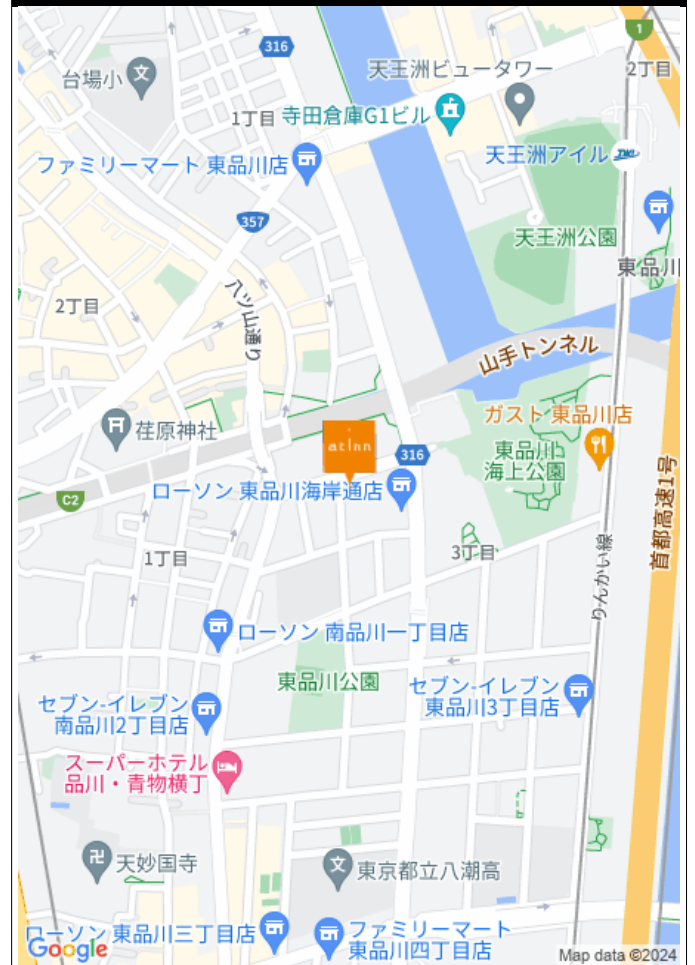 316
1
台場小
天王洲ビュータワー
2丁目
1丁目
寺田倉庫G1ビル
ファミリーマート 東品川店
天王洲アイル
TWR
357
天王洲公園
東品川
2丁目
八ツ山通り
山手トンネル
荏原神社
atinn
316
ガスト 東品川店
東品川
海上公園
C2
ローソン 東品川海岸通店
首都高速1号
1丁目
3丁目
りんかい線
ローソン 南品川一丁目店
東品川公園
セブン-イレブン
東品川3丁目店
セブン-イレブン
南品川2丁目店
スーパーホテル
品川・青物横丁
天妙国寺
東京都立八潮高
ローソン 東品川三丁目店
ファミリーマート
東品川四丁目店
Google
Map data ©2024